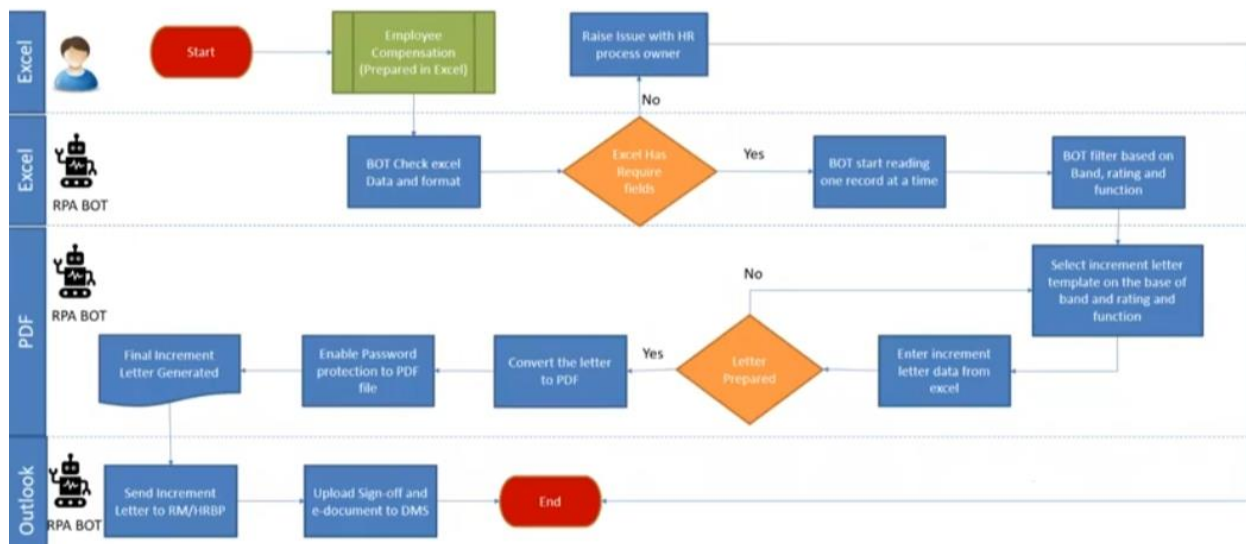 Excel
Start
Employee
Compensation
(Prepared in Excel)
Raise Issue with HR
process owner
No
Excel
RPA BOT
BOT Check excel
Data and format
Excel Has
Require
fields
Yes
BOT start reading
one record at a time
BOT filter based on
Band, rating and
function
PDF
RPA BOT
No
Select increment letter
template on the base of
band and rating and
function
Final Increment
Letter Generated
Enable Password
protection to PDF
file
Convert the letter
to PDF
Yes
Letter
Prepared
Enter increment
letter data from
excel
Outlook
RPA BOT
Send Increment
Letter to RM/HRBP
Upload Sign-off and
e-document to DMS
End